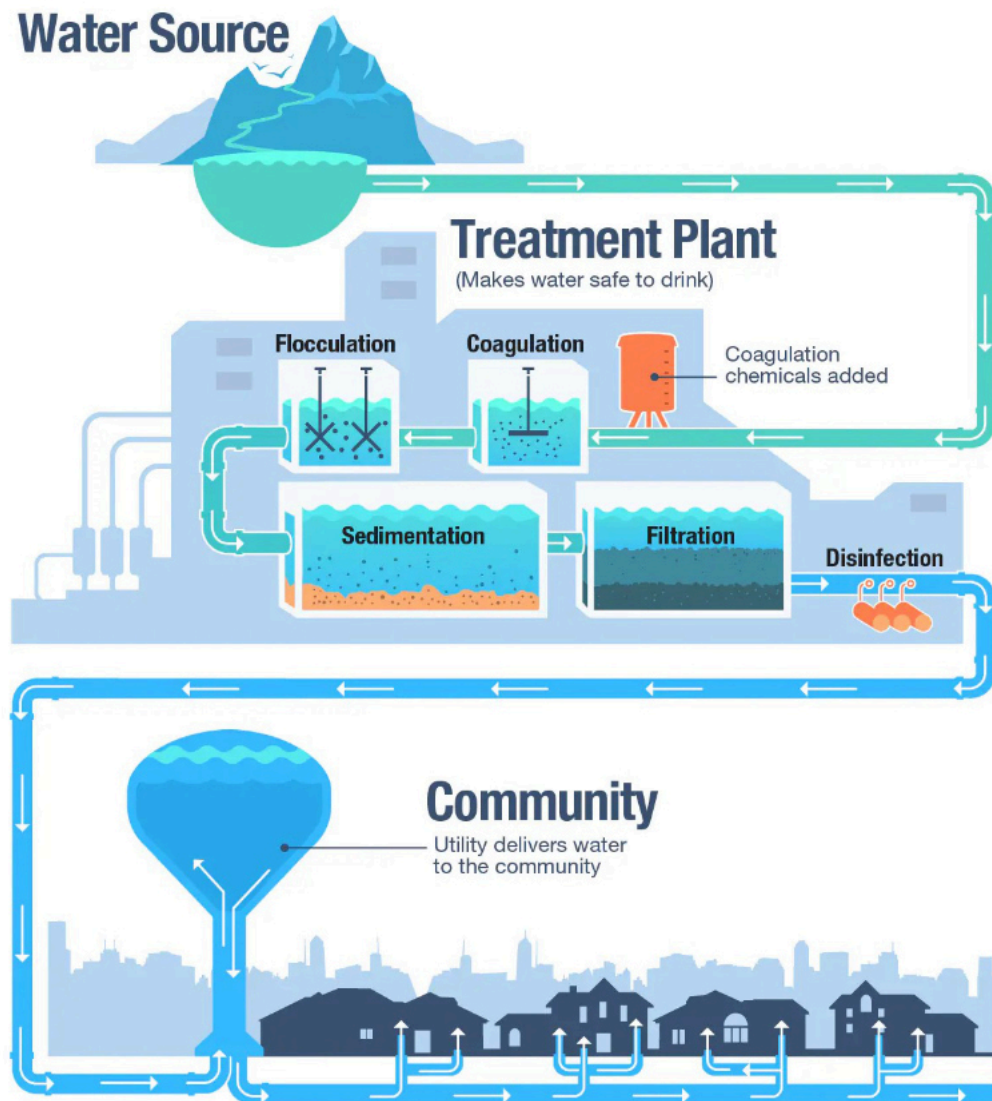 Water Source
Treatment Plant
(Makes water safe to drink)
Flocculation
Coagulation
Coagulation
chemicals added
Sedimentation
Filtration
Disinfection
Community
Utility delivers water
to the community